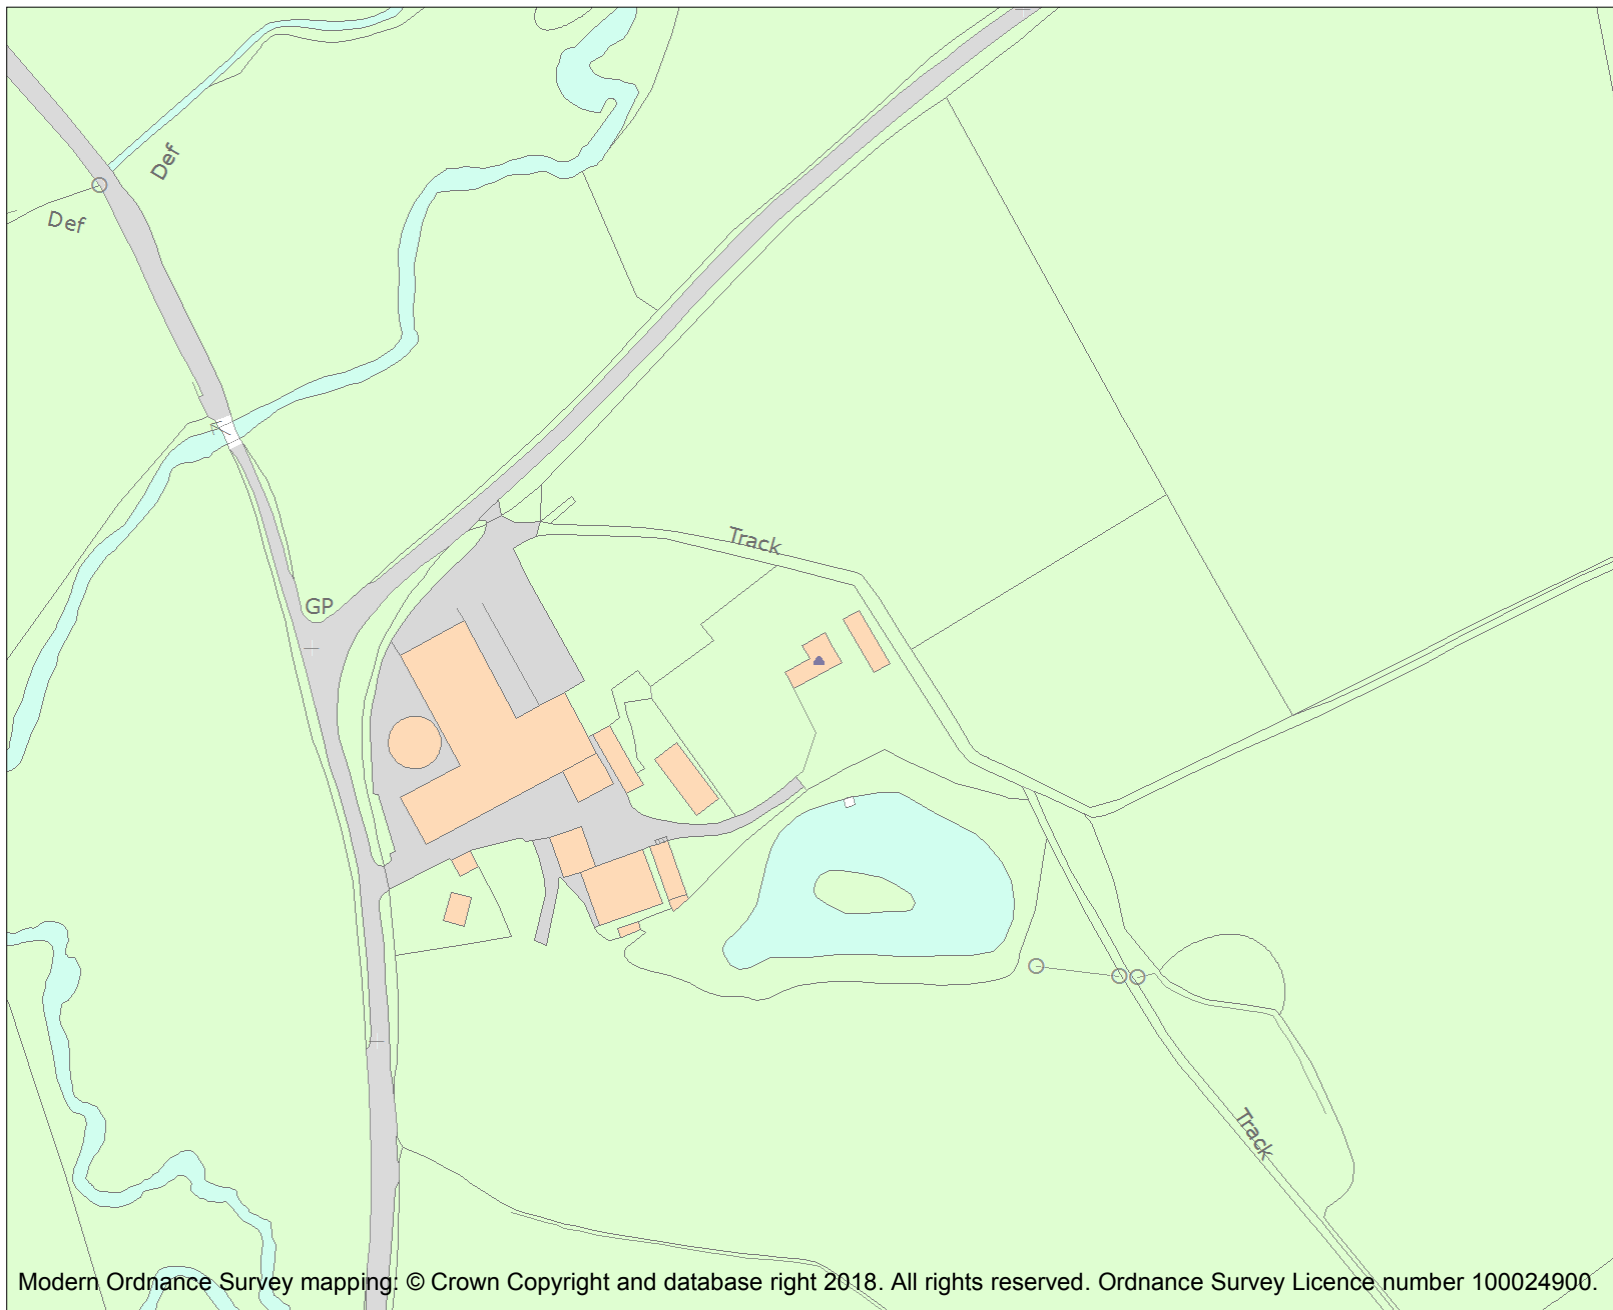 Def
Def
Track
GP
Track
Modern Ordnance Survey mapping: © Crown Copyright and database right 2018. All rights reserved. Ordnance Survey Licence number 100024900.